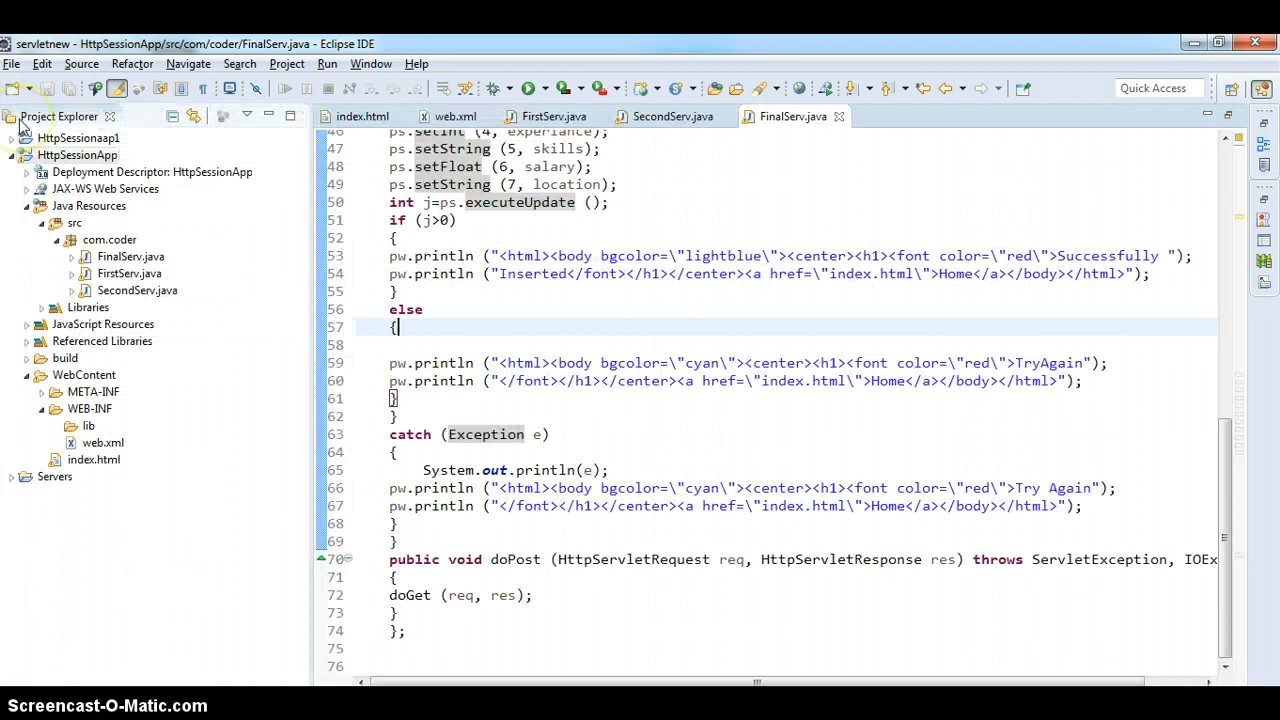 servletnew - HttpSessionApp/src/com/coder/FinalServ.java - Eclipse IDE
File Edit Source Refactor Navigate Search Project Run Window Help
Quick Access
Project Explorer
HttpSessionaap1
HttpSessionApp
Deployment Descriptor: HttpSessionApp
JAX-WS Web Services
Java Resources
src
com.coder
FinalServ.java
FirstServ.java
SecondServ.java
Libraries
JavaScript Resources
Referenced Libraries
build
WebContent
META-INF
WEB-INF
lib
web.xml
index.html
Servers
index.html web.xml FirstServ.java SecondServ.java FinalServ.java
46 ps.setInt (4, experiance);
47 ps.setString (5, skills);
48 ps.setFloat (6, salary);
49 ps.setString (7, location);
50 int j=ps.executeUpdate ();
51 if (j>0)
52 {
53 pw.println ("<html><body bgcolor=\"lightblue\"><center><h1><font color=\"red\">Successfully ");
54 pw.println ("Inserted</font></h1></center><a href=\"index.html\">Home</a></body></html>");
55 }
56 else
57 {
58
59 pw.println ("<html><body bgcolor=\"cyan\"><center><h1><font color=\"red\">TryAgain");
60 pw.println ("</font></h1></center><a href=\"index.html\">Home</a></body></html>");
61 }
62 }
63 catch (Exception e)
64 {
65 System.out.println(e);
66 pw.println ("<html><body bgcolor=\"cyan\"><center><h1><font color=\"red\">Try Again");
67 pw.println ("</font></h1></center><a href=\"index.html\">Home</a></body></html>");
68 }
69 }
70 public void doPost (HttpServletRequest req, HttpServletResponse res) throws ServletException, IOEx
71 {
72 doGet (req, res);
73 }
74 };
75
76
Screencast-O-Matic.com